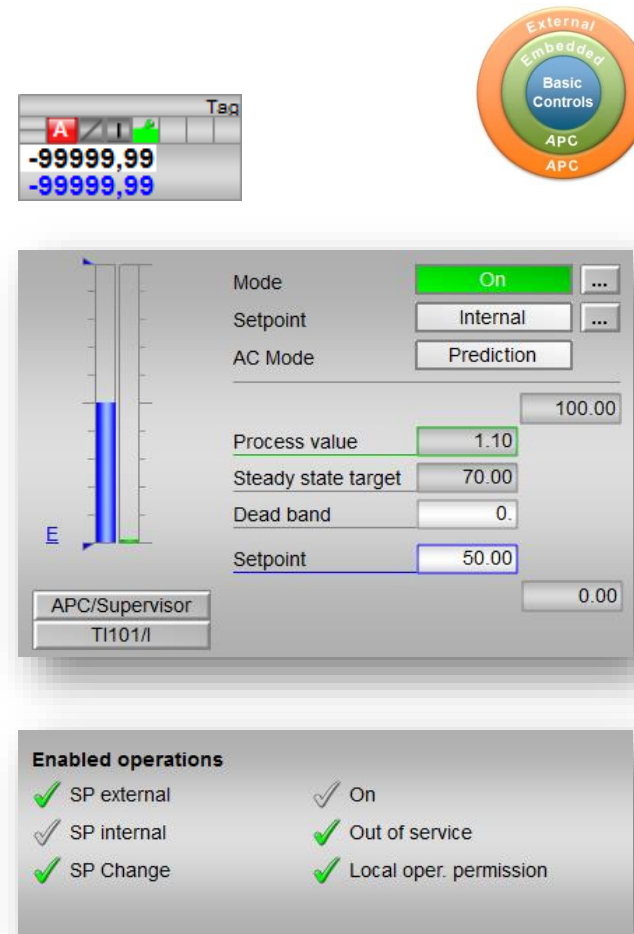 External
Embedded
Basic
Controls
APC
APC
Tag
A I
-99999,99
-99999,99
Mode On ...
Setpoint Internal ...
AC Mode Prediction
100.00
Process value 1.10
Steady state target 70.00
Dead band 0.
E Setpoint 50.00
0.00
APC/Supervisor
TI101/I
Enabled operations
SP external On
SP internal Out of service
SP Change Local oper. permission